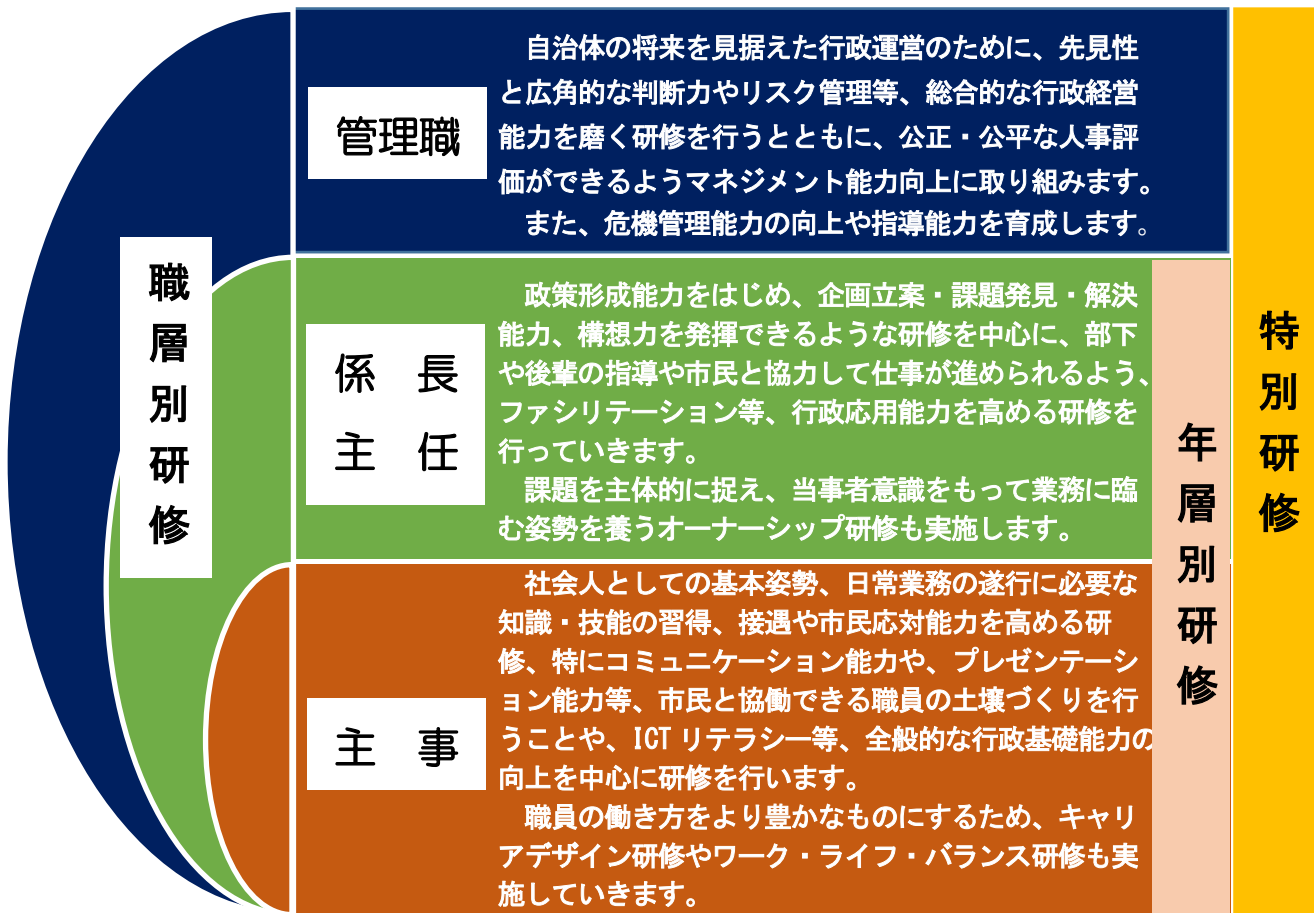 職層別研修
管理職
自治体の将来を見据えた行政運営のために、先見性
と広角的な判断力やリスク管理等、総合的な行政経営
能力を磨く研修を行うとともに、公正・公平な人事評
価ができるようマネジメント能力向上に取り組みます。
また、危機管理能力の向上や指導能力を育成します。
係　長
主　任
政策形成能力をはじめ、企画立案・課題発見・解決
能力、構想力を発揮できるような研修を中心に、部下
や後輩の指導や市民と協力して仕事が進められるよう、
ファシリテーション等、行政応用能力を高める研修を
行っていきます。
課題を主体的に捉え、当事者意識をもって業務に臨
む姿勢を養うオーナーシップ研修も実施します。
主　事
社会人としての基本姿勢、日常業務の遂行に必要な
知識・技能の習得、接遇や市民応対能力を高める研
修、特にコミュニケーション能力や、プレゼンテーシ
ョン能力等、市民と協働できる職員の土壌づくりを行
うことや、ICT リテラシー等、全般的な行政基礎能力の
向上を中心に研修を行います。
職員の働き方をより豊かなものにするため、キャリ
アデザイン研修やワーク・ライフ・バランス研修も実
施していきます。
年層別研修
特別研修